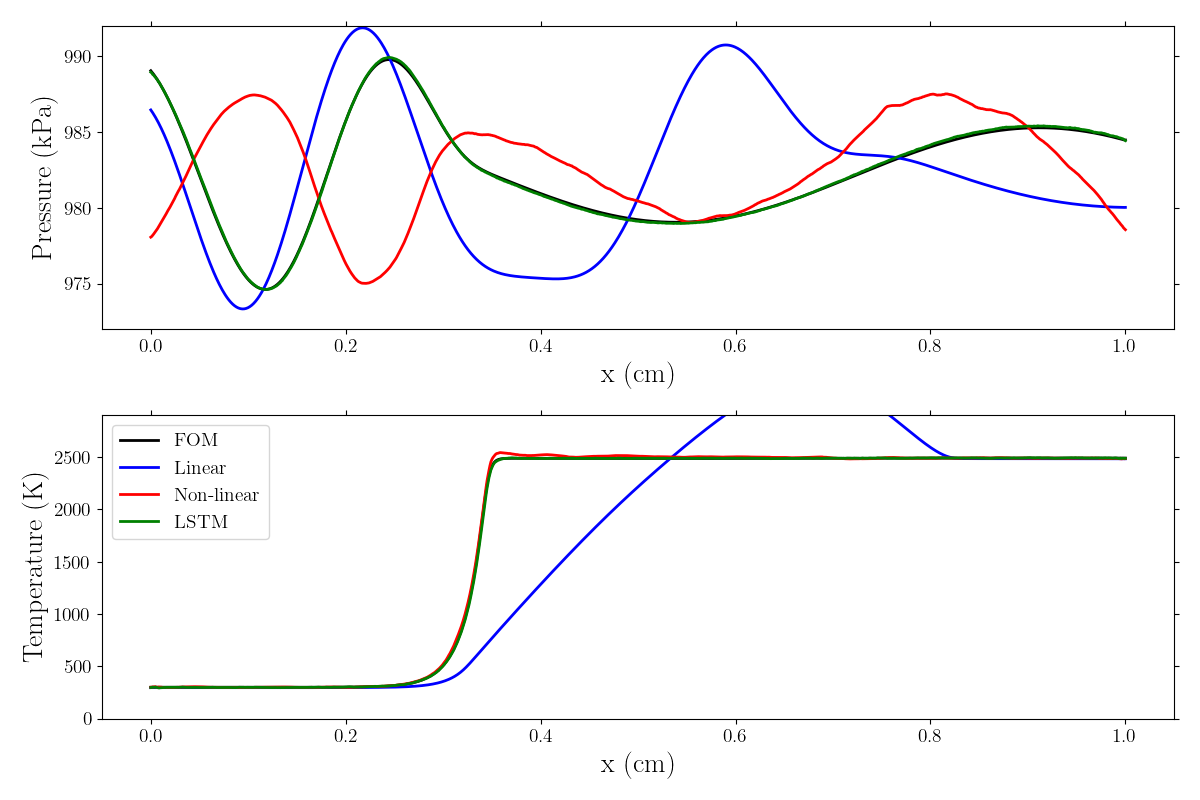 990
985
980
975
Pressure (kPa)
0.0 0.2 0.4 0.6 0.8 1.0
x (cm)
2500
2000
1500
1000
500
0
Temperature (K)
FOM
Linear
Non-linear
LSTM
0.0 0.2 0.4 0.6 0.8 1.0
x (cm)